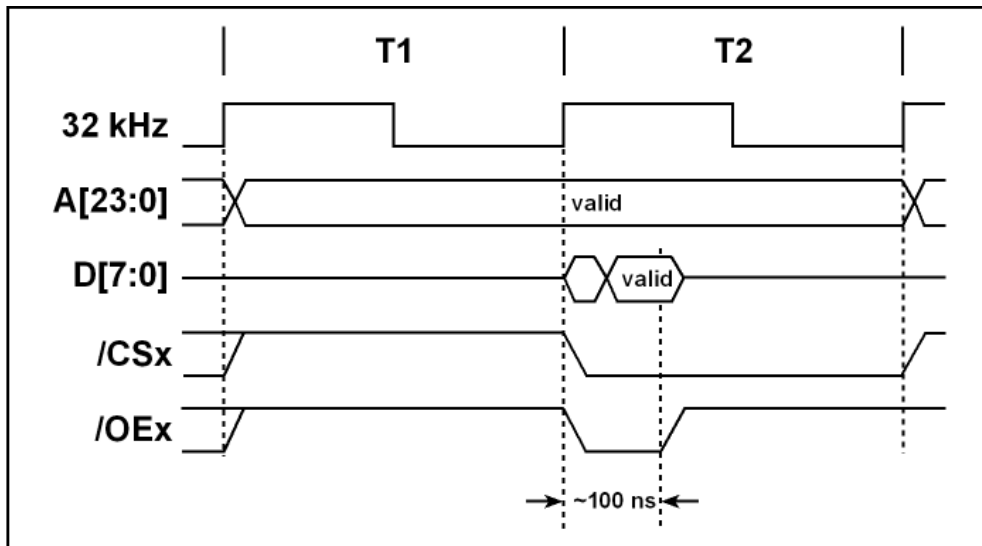 T1 T2
32 kHz
A[23:0] valid
D[7:0] valid
/CSx
/OEx
~100 ns